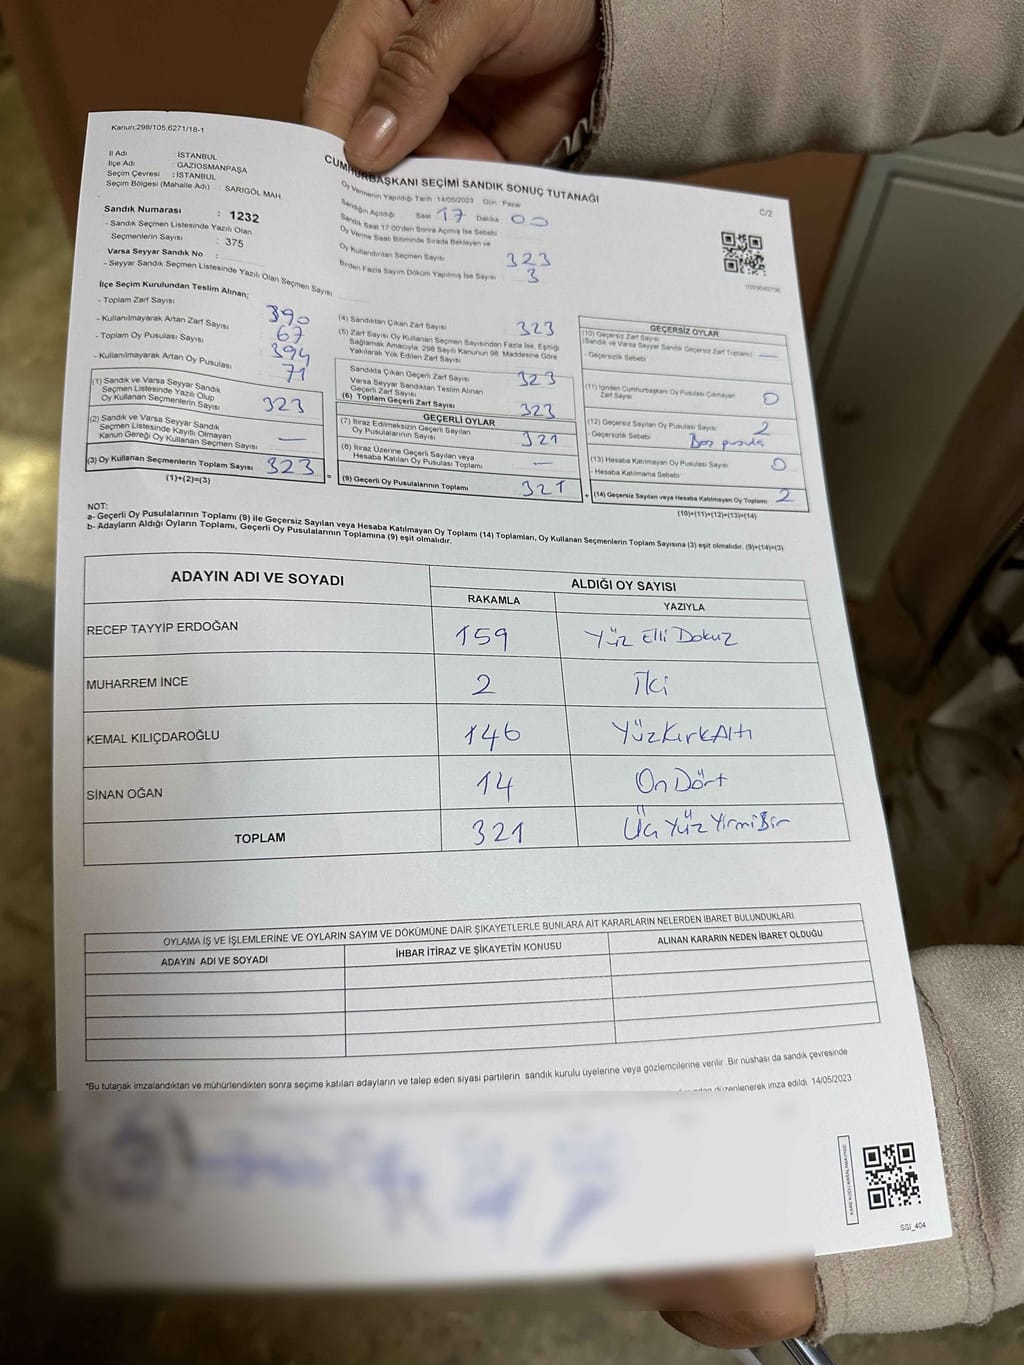 Kanun:298/105,6271/18-1
İl Adı : İSTANBUL
İlçe Adı : GAZİOSMANPAŞA
Seçim Çevresi : İSTANBUL
Seçim Bölgesi (Mahalle Adı) : SARIGÖL MAH
Sandık Numarası : 1232
- Sandık Seçmen Listesinde Yazılı Olan
Seçmenlerin Sayısı : 375
Varsa Seyyar Sandık No :
- Seyyar Sandık Seçmen Listesinde Yazılı Olan Seçmen Sayısı :
CUMHURBAŞKANI SEÇİMİ SANDIK SONUÇ TUTANAĞI
Oy Vermenin Yapıldığı Tarih :14/05/2023 Gün :Pazar
Sandığın Açıldığı Saat 17 Dakika 00
Sandık Saat 17.00'den Sonra Açılmış İse Sebebi
Oy Verme Saati Bitiminde Sırada Bekleyen ve
Oy Kullandırılan Seçmen Sayısı 323
Birden Fazla Sayım Döküm Yapılmış İse Sayısı 3
C/2
İlçe Seçim Kurulundan Teslim Alınan;
- Toplam Zarf Sayısı 390
- Kullanılmayarak Artan Zarf Sayısı 67
- Toplam Oy Pusulası Sayısı 394
- Kullanılmayarak Artan Oy Pusulası 71
(1) Sandık ve Varsa Seyyar Sandık
Seçmen Listesinde Yazılı Olup
Oy Kullanan Seçmenlerin Sayısı 323
(2) Sandık ve Varsa Seyyar Sandık
Seçmen Listesinde Kayıtlı Olmayan
Kanun Gereği Oy Kullanan Seçmen Sayısı —
(3) Oy Kullanan Seçmenlerin Toplam Sayısı 323
(1)+(2)=(3)
(4) Sandıktan Çıkan Zarf Sayısı 323
(5) Zarf Sayısı Oy Kullanan Seçmen Sayısından Fazla İse, Eşitliği
Sağlamak Amacıyla, 298 Sayılı Kanunun 98. Maddesine Göre
Yakılarak Yok Edilen Zarf Sayısı
Sandıkta Çıkan Geçerli Zarf Sayısı 323
Varsa Seyyar Sandıktan Teslim Alınan
Geçerli Zarf Sayısı
(6) Toplam Geçerli Zarf Sayısı 323
GEÇERLİ OYLAR
(7) İtiraz Edilmeksizin Geçerli Sayılan
Oy Pusulalarının Sayısı 321
(8) İtiraz Üzerine Geçerli Sayılan veya
Hesaba Katılan Oy Pusulası Toplamı —
(9) Geçerli Oy Pusulalarının Toplamı : 321
GEÇERSİZ OYLAR
(10) Geçersiz Zarf Sayısı
(Sandık ve Varsa Seyyar Sandık Geçersiz Zarf Toplamı) —
- Geçersizlik Sebebi
(11) İçinden Cumhurbaşkanı Oy Pusulası Çıkmayan
Zarf Sayısı 0
(12) Geçersiz Sayılan Oy Pusulası Sayısı 2
- Geçersizlik Sebebi Boş pusula
(13) Hesaba Katılmayan Oy Pusulası Sayısı 0
- Hesaba Katılmama Sebebi
(14) Geçersiz Sayılan veya Hesaba Katılmayan Oy Toplamı 2
(10)+(11)+(12)+(13)=(14)
NOT:
a- Geçerli Oy Pusulalarının Toplamı (9) ile Geçersiz Sayılan veya Hesaba Katılmayan Oy Toplamı (14) Toplamları, Oy Kullanan Seçmenlerin Toplam Sayısına (3) eşit olmalıdır. (9)+(14)=(3)
b- Adayların Aldığı Oyların Toplamı, Geçerli Oy Pusulalarının Toplamına (9) eşit olmalıdır.
ADAYIN ADI VE SOYADI
ALDIĞI OY SAYISI
RAKAMLA YAZIYLA
RECEP TAYYİP ERDOĞAN 159 Yüz Elli Dokuz
MUHARREM İNCE 2 İki
KEMAL KILIÇDAROĞLU 146 YüzKırkAltı
SİNAN OĞAN 14 On Dört
TOPLAM 321 Üç Yüz Yirmi Bir
OYLAMA İŞ VE İŞLEMLERİNE VE OYLARIN SAYIM VE DÖKÜMÜNE DAİR ŞİKAYETLERLE BUNLARA AİT KARARLARIN NELERDEN İBARET BULUNDUKLARI
ADAYIN ADI VE SOYADI İHBAR İTİRAZ VE ŞİKAYETİN KONUSU ALINAN KARARIN NEDEN İBARET OLDUĞU
*Bu tutanak imzalandıktan ve mühürlendikten sonra seçime katılan adayların ve talep eden siyasi partilerin sandık kurulu üyelerine veya gözlemcilerine verilir. Bir nüshası da sandık çevresinde
düzenlenerek imza edildi. 14/05/2023
SSİ_404